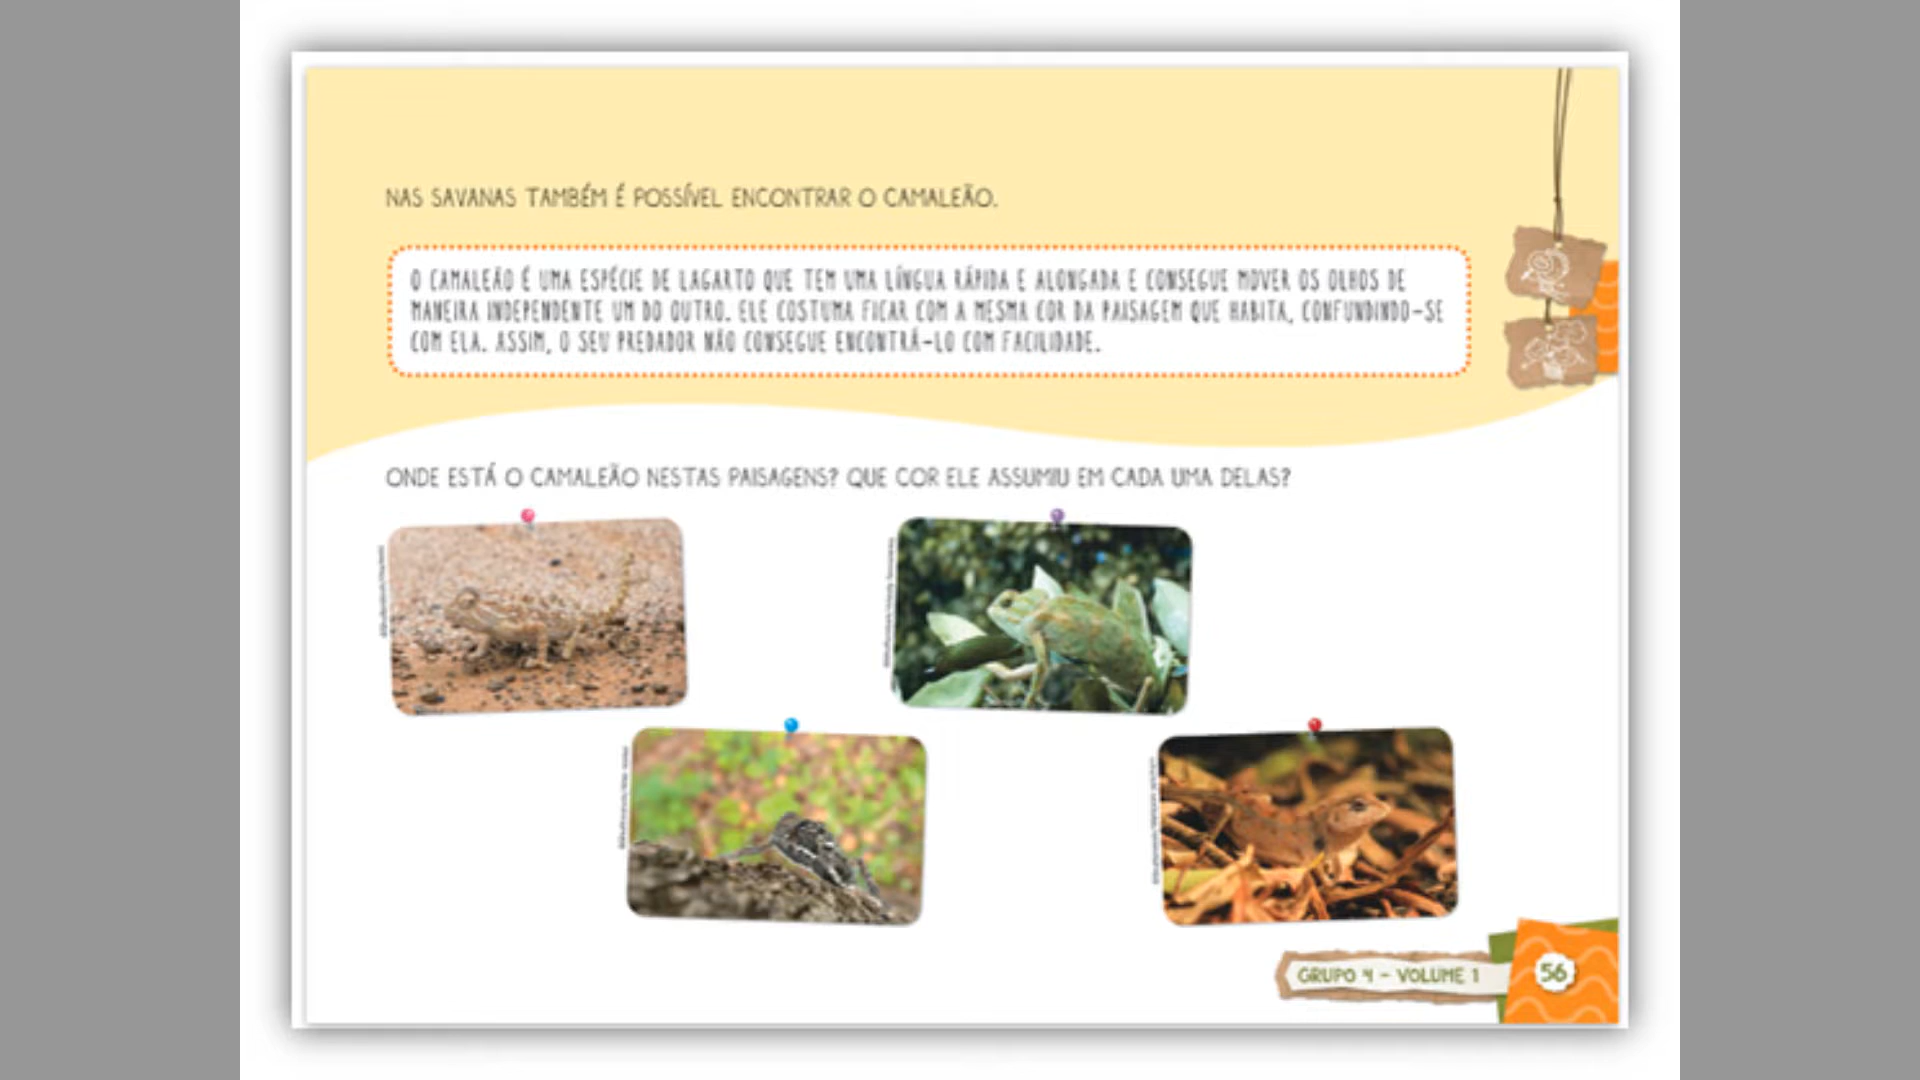 NAS SAVANAS TAMBÉM É POSSÍVEL ENCONTRAR O CAMALEÃO.
O CAMALEÃO É UMA ESPÉCIE DE LAGARTO QUE TEM UMA LÍNGUA RÁPIDA E ALONGADA E CONSEGUE MOVER OS OLHOS DE
MANEIRA INDEPENDENTE UM DO OUTRO. ELE COSTUMA FICAR COM A MESMA COR DA PAISAGEM QUE HABITA, CONFUNDINDO-SE
COM ELA. ASSIM, O SEU PREDADOR NÃO CONSEGUE ENCONTRÁ-LO COM FACILIDADE.
ONDE ESTÁ O CAMALEÃO NESTAS PAISAGENS? QUE COR ELE ASSUMIU EM CADA UMA DELAS?
GRUPO 4 - VOLUME 1
56